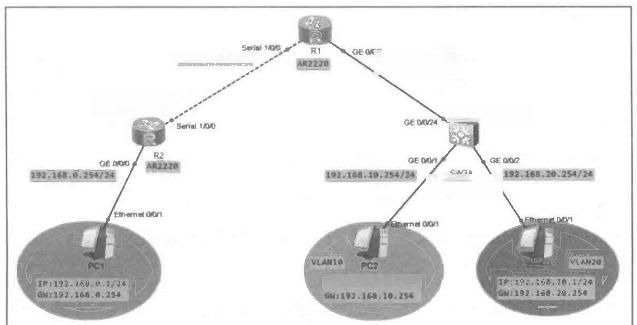 Serial 1/0/0
R1
AR2220
GE 0/0/24
Serial 1/0/0
R2
AR2220
GE 0/0/0
192.168.0.254/24
GE 0/0/1
GE 0/0/2
192.168.10.254/24
192.168.20.254/24
Ethernet 0/0/1
Ethernet 0/0/1
Ethernet 0/0/1
PC1
IP:192.168.0.1/24
GW:192.168.0.254
VLAN10
PC2
GW:192.168.10.254
VLAN20
IP:192.168.20.1/24
GW:192.168.20.254